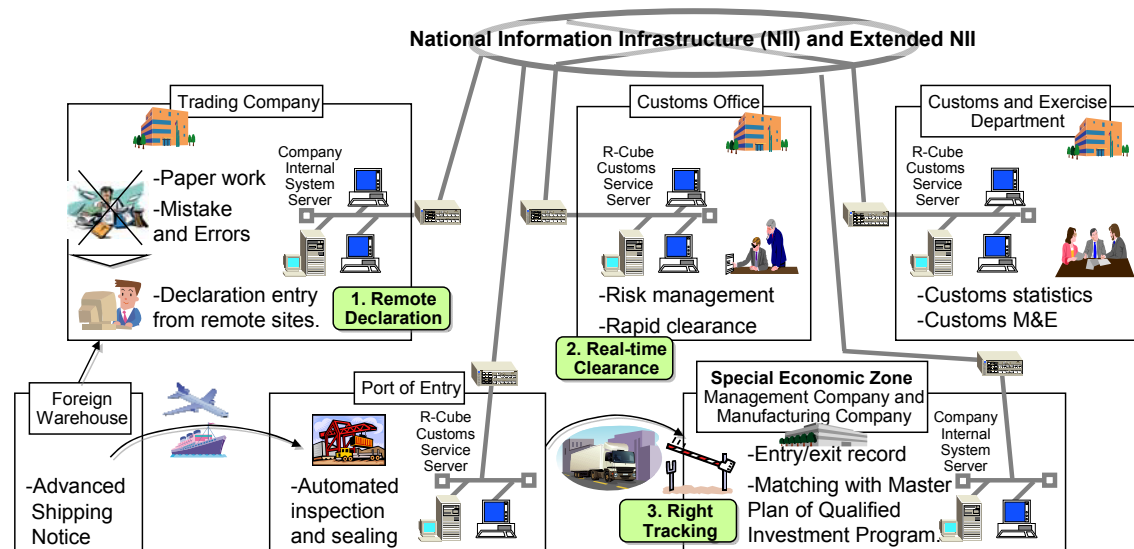 National Information Infrastructure (NII) and Extended NII
Trading Company
Company
Internal
System
Server
-Paper work
-Mistake
and Errors
-Declaration entry
from remote sites.
1. Remote
Declaration
Customs Office
R-Cube
Customs
Service
Server
-Risk management
-Rapid clearance
2. Real-time
Clearance
Customs and Exercise
Department
R-Cube
Customs
Service
Server
-Customs statistics
-Customs M&E
Foreign
Warehouse
-Advanced
Shipping
Notice
Port of Entry
R-Cube
Customs
Service
Server
-Automated
inspection
and sealing
Special Economic Zone
Management Company and
Manufacturing Company
Company
Internal
System
Server
-Entry/exit record
-Matching with Master
Plan of Qualified
Investment Program.
3. Right
Tracking